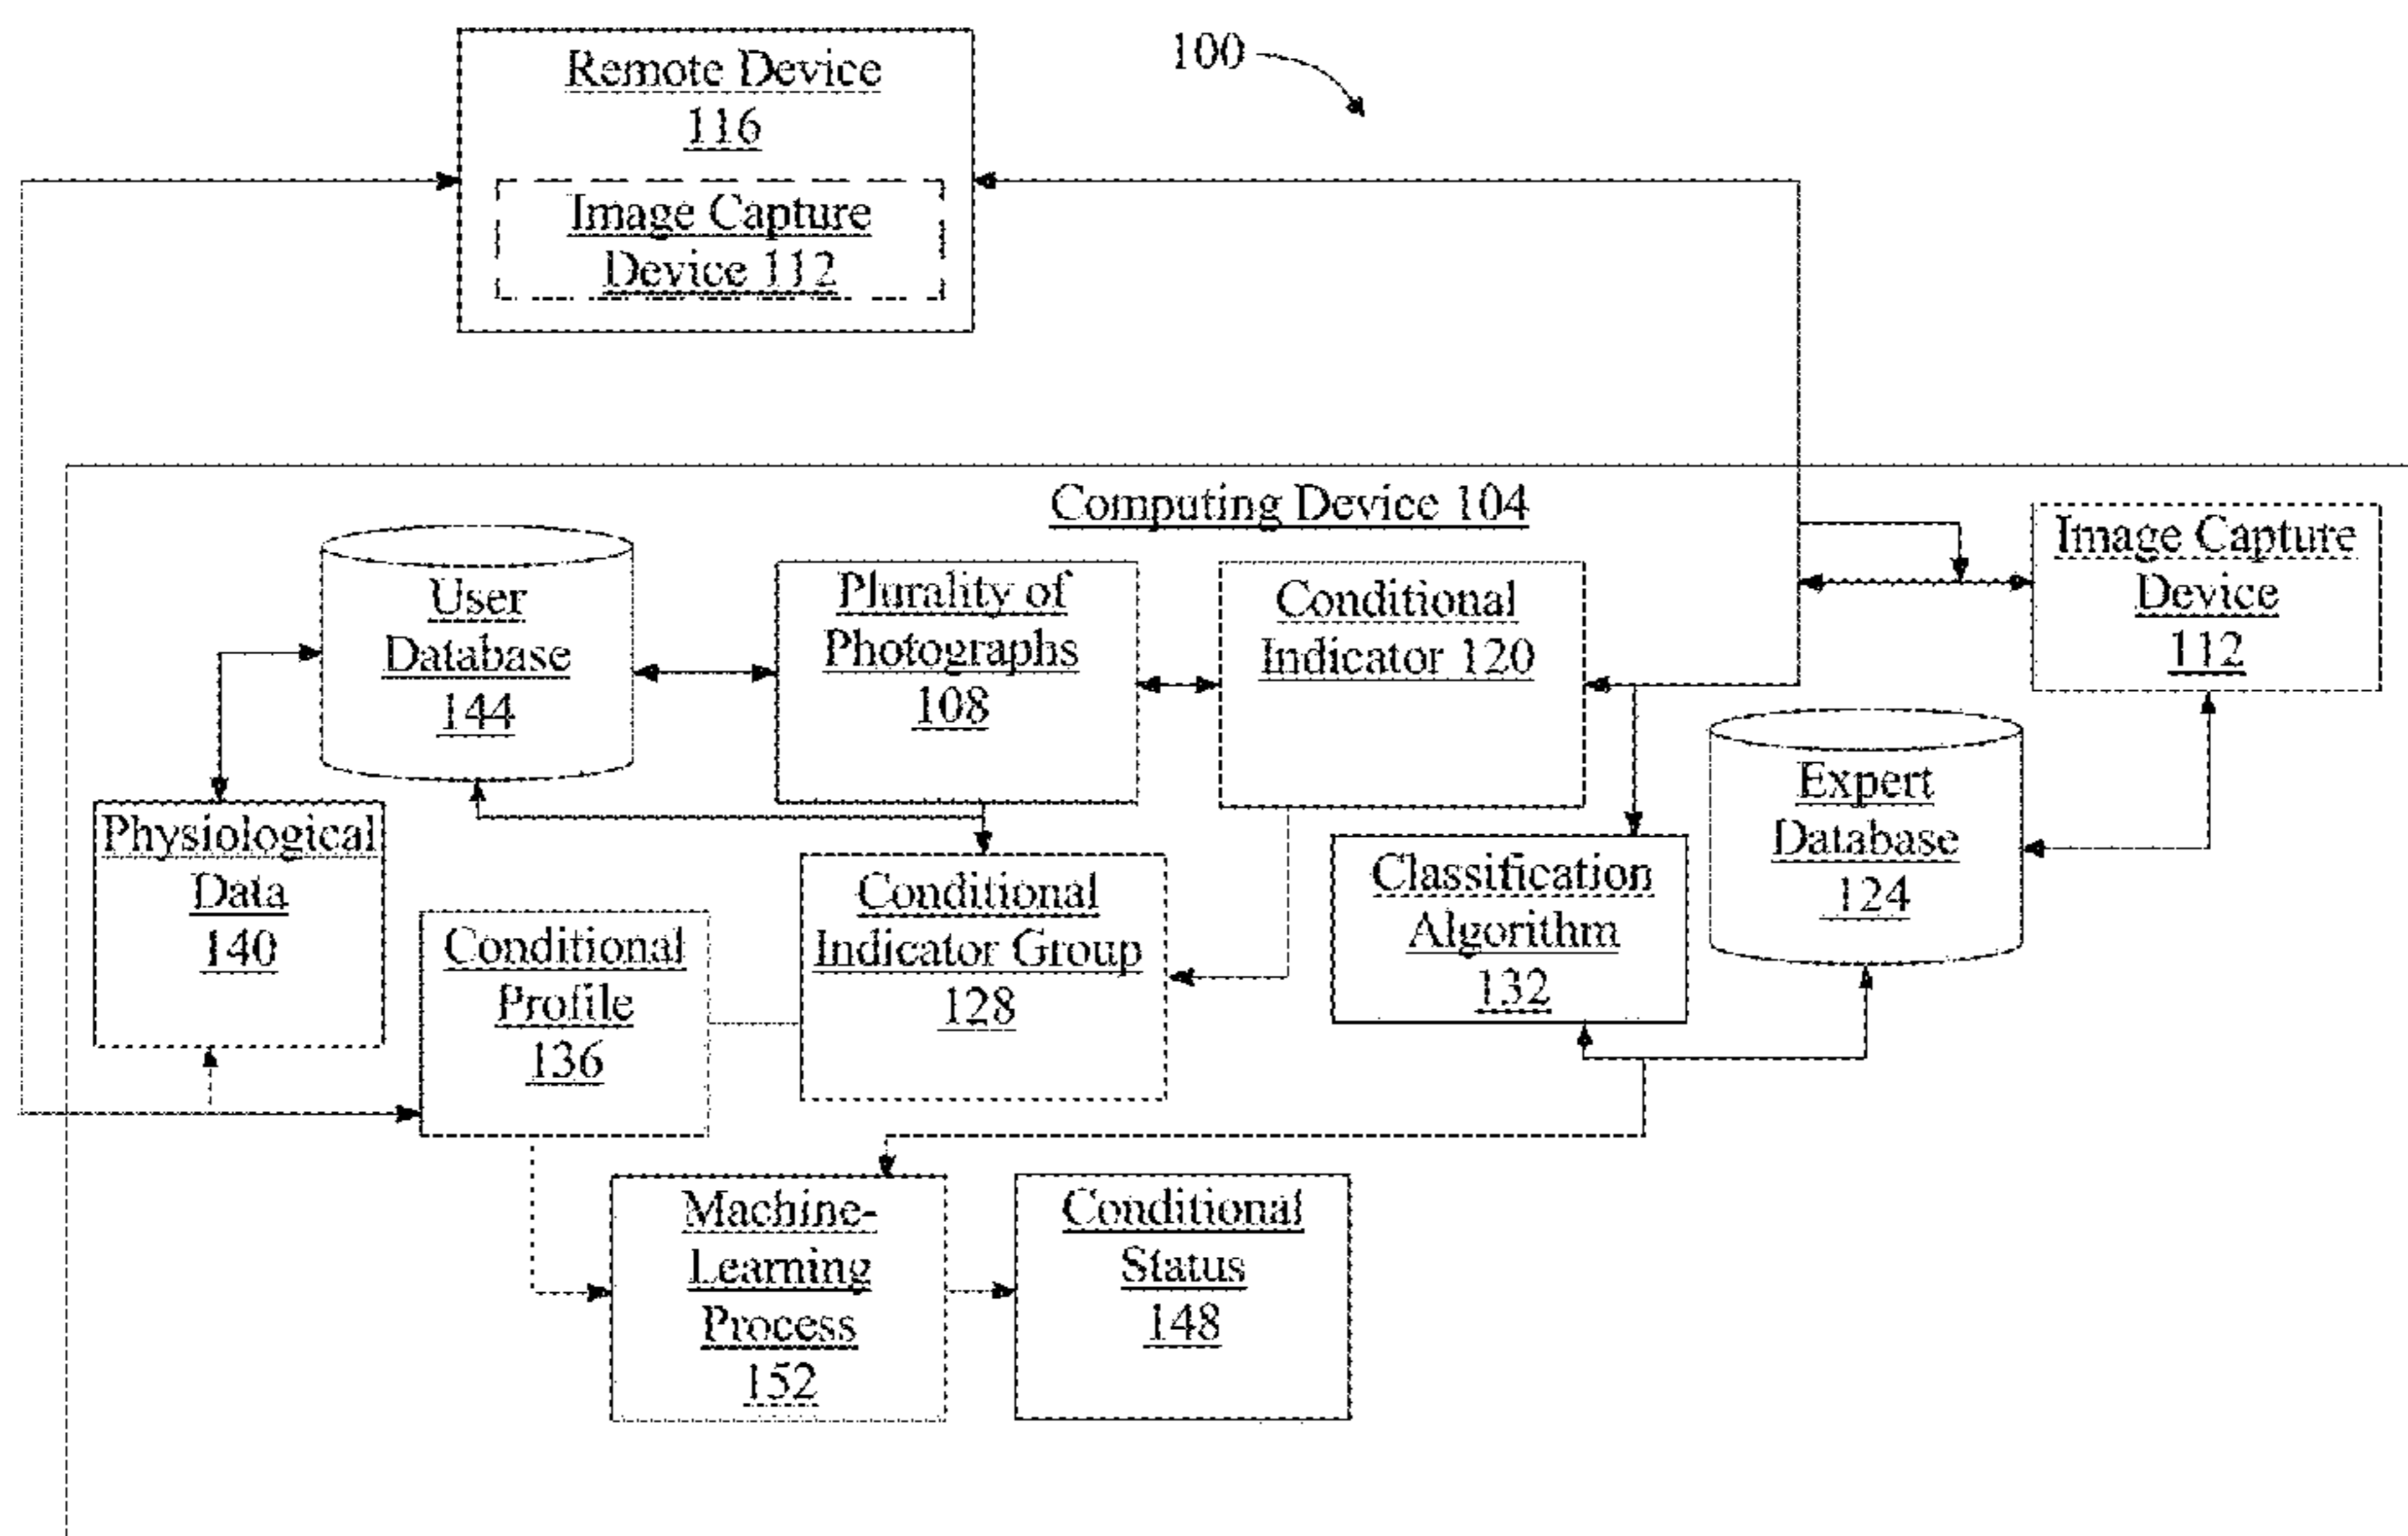 100
Remote Device
116
Image Capture
Device 112
Computing Device 104
Image Capture
Device
112
User
Database
144
Plurality of
Photographs
108
Conditional
Indicator 120
Expert
Database
124
Physiological
Data
140
Conditional
Profile
136
Conditional
Indicator Group
128
Classification
Algorithm
132
Machine-
Learning
Process
152
Conditional
Status
148